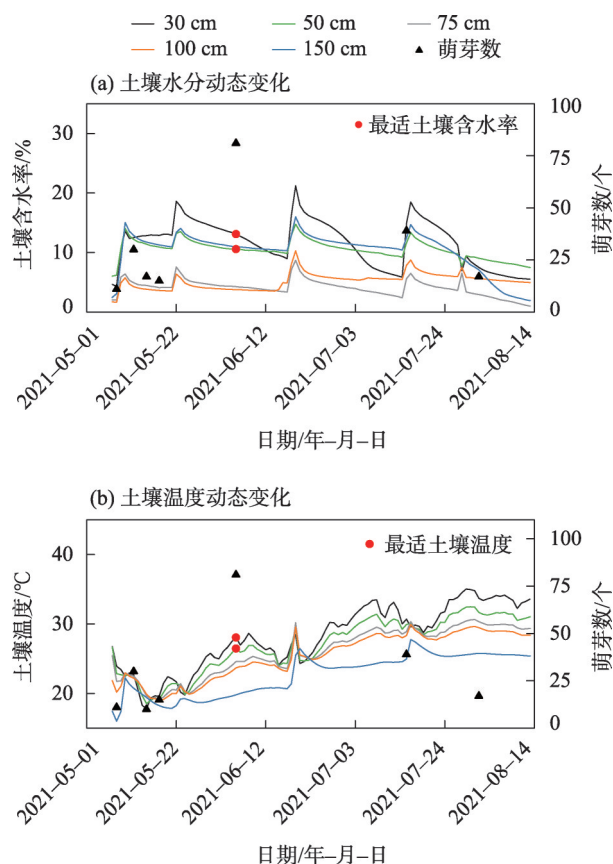 30 cm 50 cm 75 cm
100 cm 150 cm 萌芽数
(a) 土壤水分动态变化
最适土壤含水率
土壤含水率/%
30
20
10
0
萌芽数/个
100
75
50
25
0
2021–05–01
2021–05–22
2021–06–12
2021–07–03
2021–07–24
2021–08–14
日期/年–月–日
(b) 土壤温度动态变化
最适土壤温度
土壤温度/℃
40
30
20
萌芽数/个
100
75
50
25
0
2021–05–01
2021–05–22
2021–06–12
2021–07–03
2021–07–24
2021–08–14
日期/年–月–日